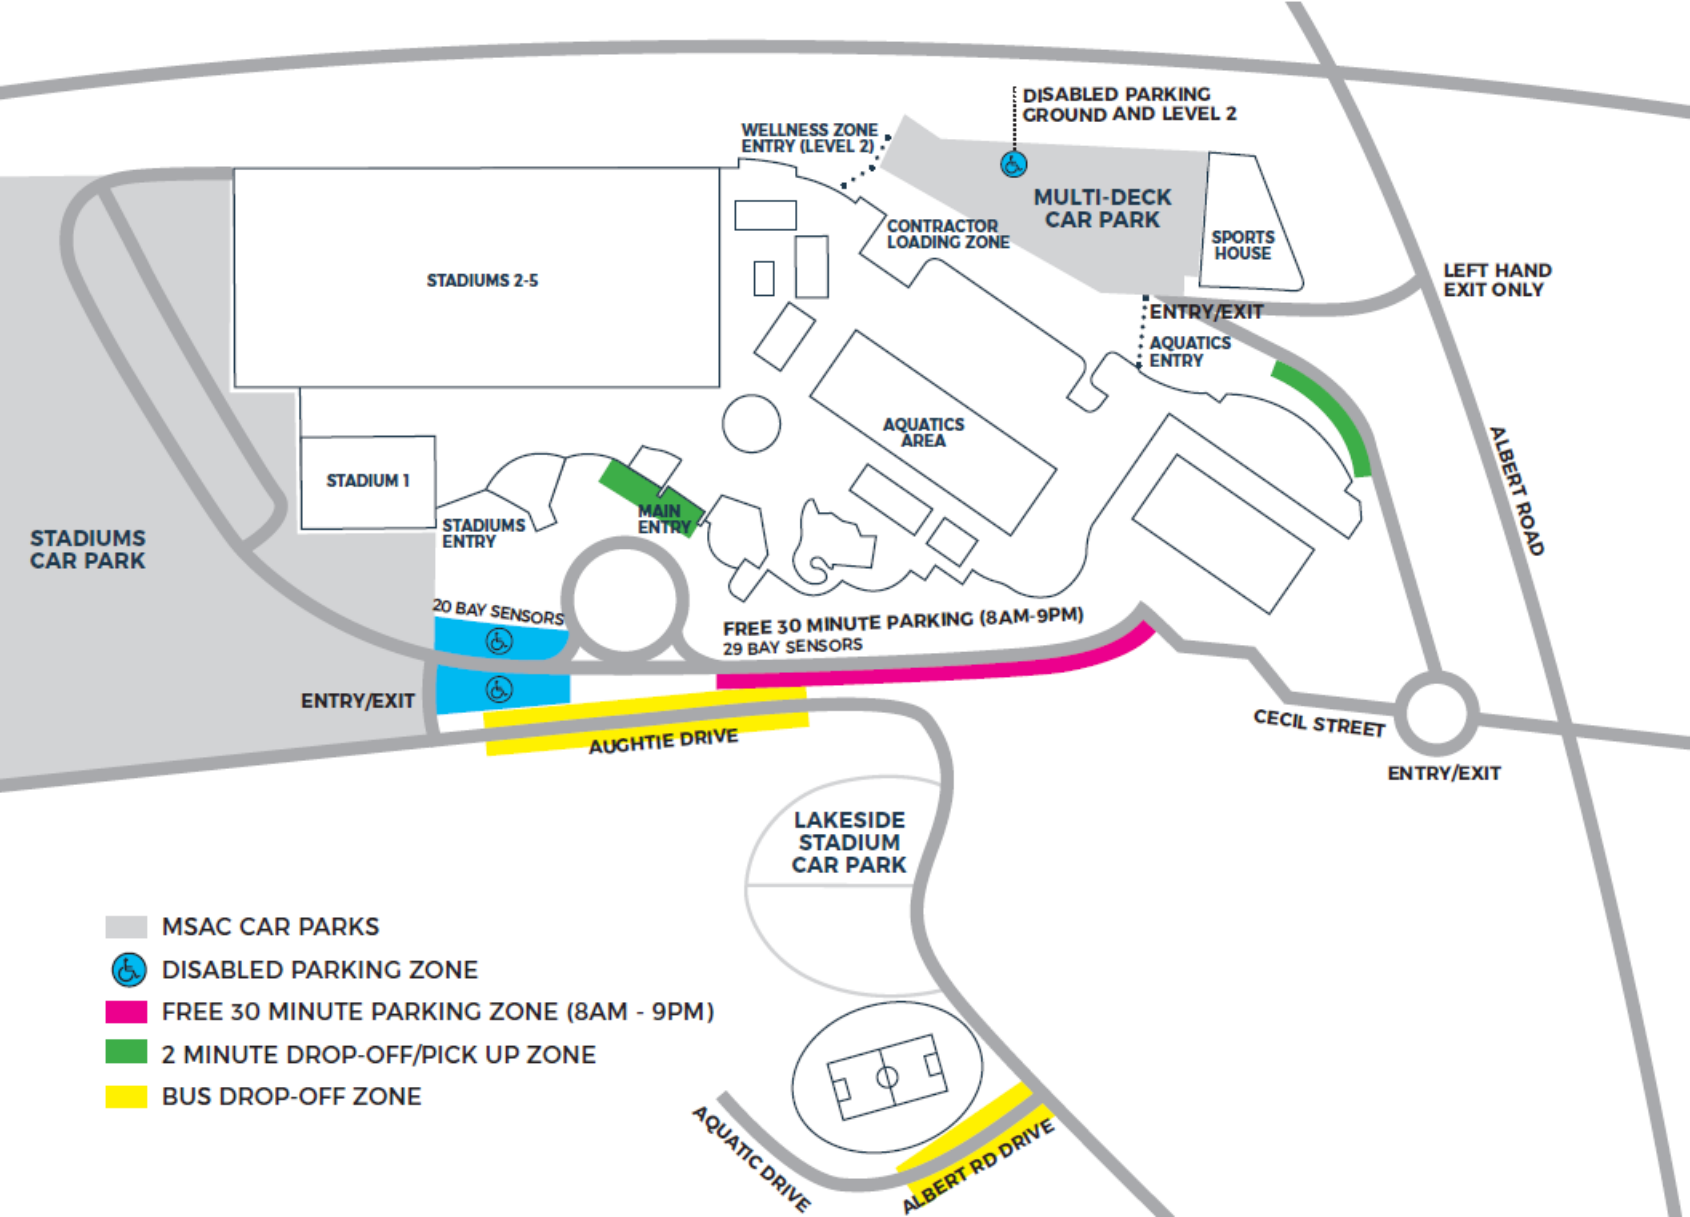 DISABLED PARKING
GROUND AND LEVEL 2
WELLNESS ZONE
ENTRY (LEVEL 2)
MULTI-DECK
CAR PARK
CONTRACTOR
LOADING ZONE
SPORTS
HOUSE
LEFT HAND
EXIT ONLY
STADIUMS 2-5
ENTRY/EXIT
AQUATICS
ENTRY
AQUATICS
AREA
ALBERT ROAD
STADIUM 1
STADIUMS
ENTRY
MAIN
ENTRY
STADIUMS
CAR PARK
20 BAY SENSORS
FREE 30 MINUTE PARKING (8AM-9PM)
29 BAY SENSORS
ENTRY/EXIT
AUGHTIE DRIVE
CECIL STREET
ENTRY/EXIT
LAKESIDE
STADIUM
CAR PARK
MSAC CAR PARKS
DISABLED PARKING ZONE
FREE 30 MINUTE PARKING ZONE (8AM - 9PM)
2 MINUTE DROP-OFF/PICK UP ZONE
BUS DROP-OFF ZONE
AQUATIC DRIVE
ALBERT RD DRIVE